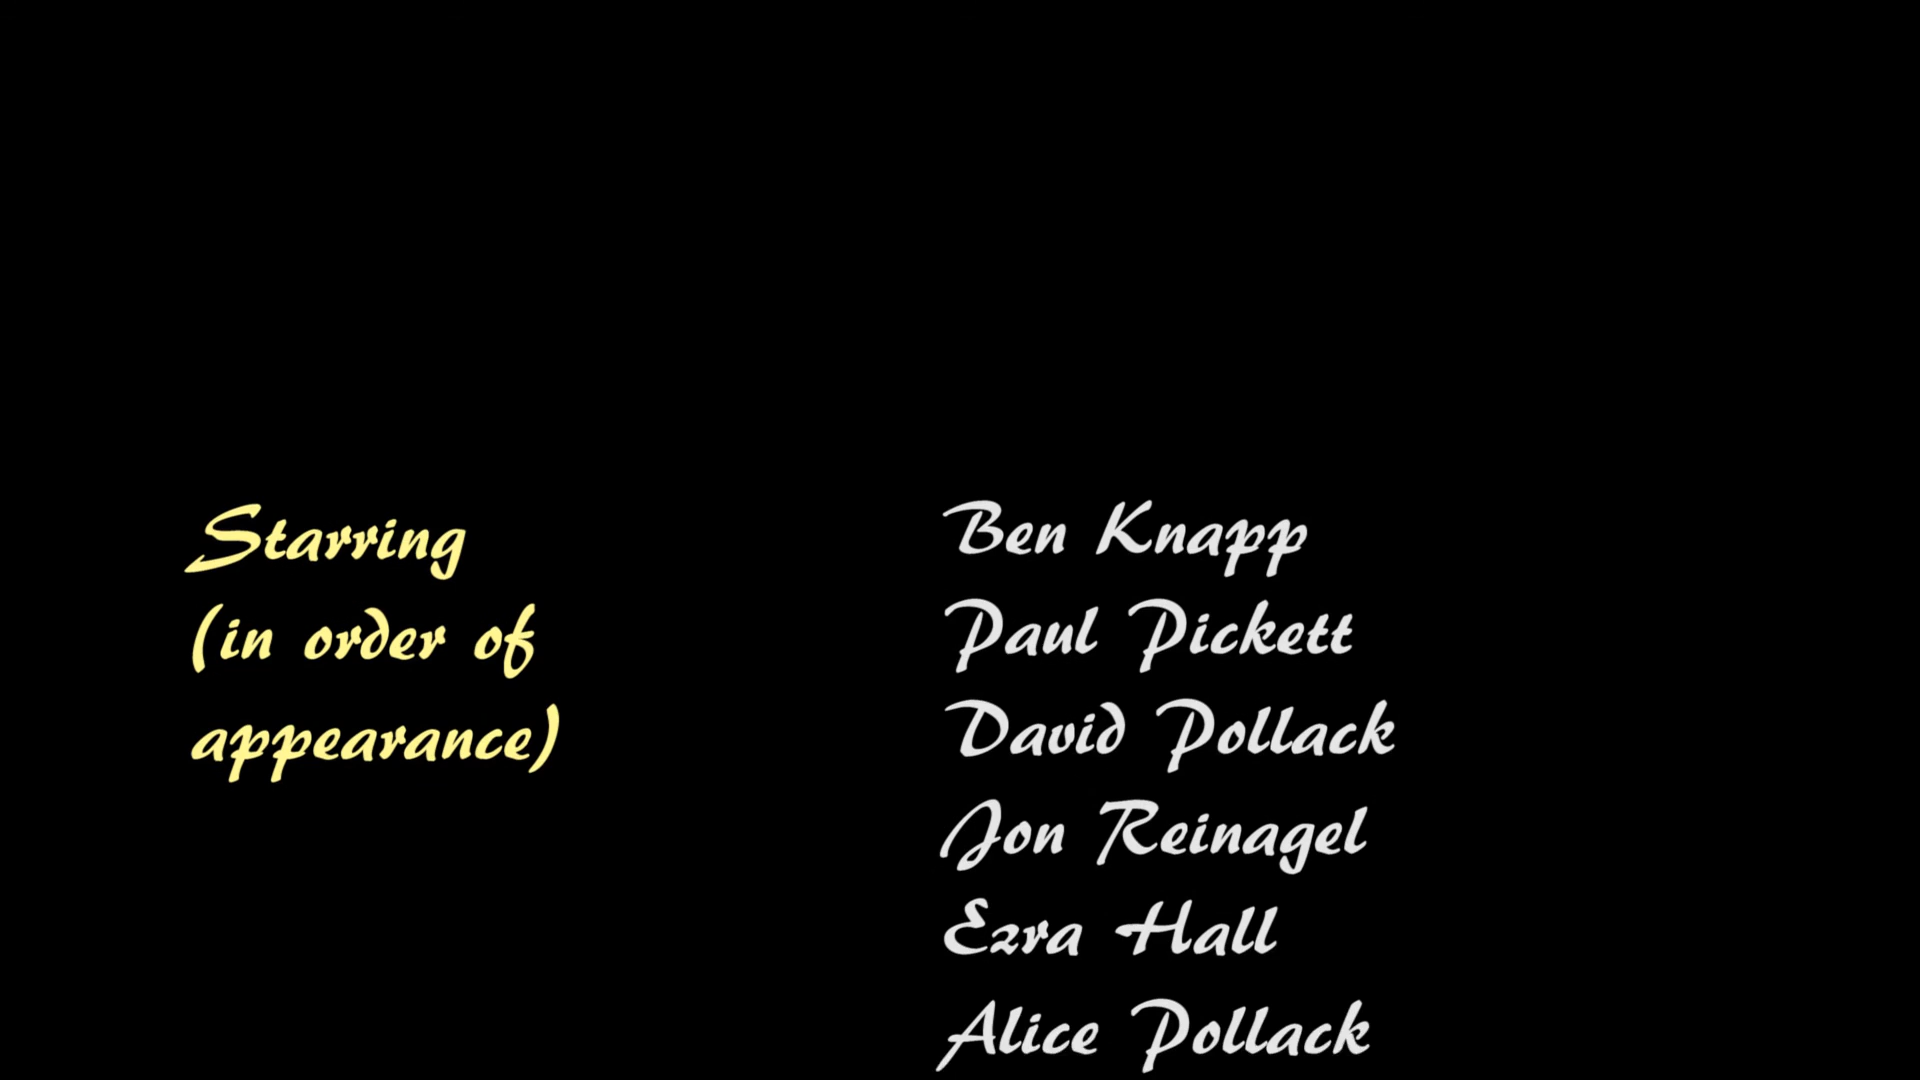 Starring
(in order of
appearance)
Ben Knapp
Paul Pickett
David Pollack
Jon Reinagel
Ezra Hall
Alice Pollack